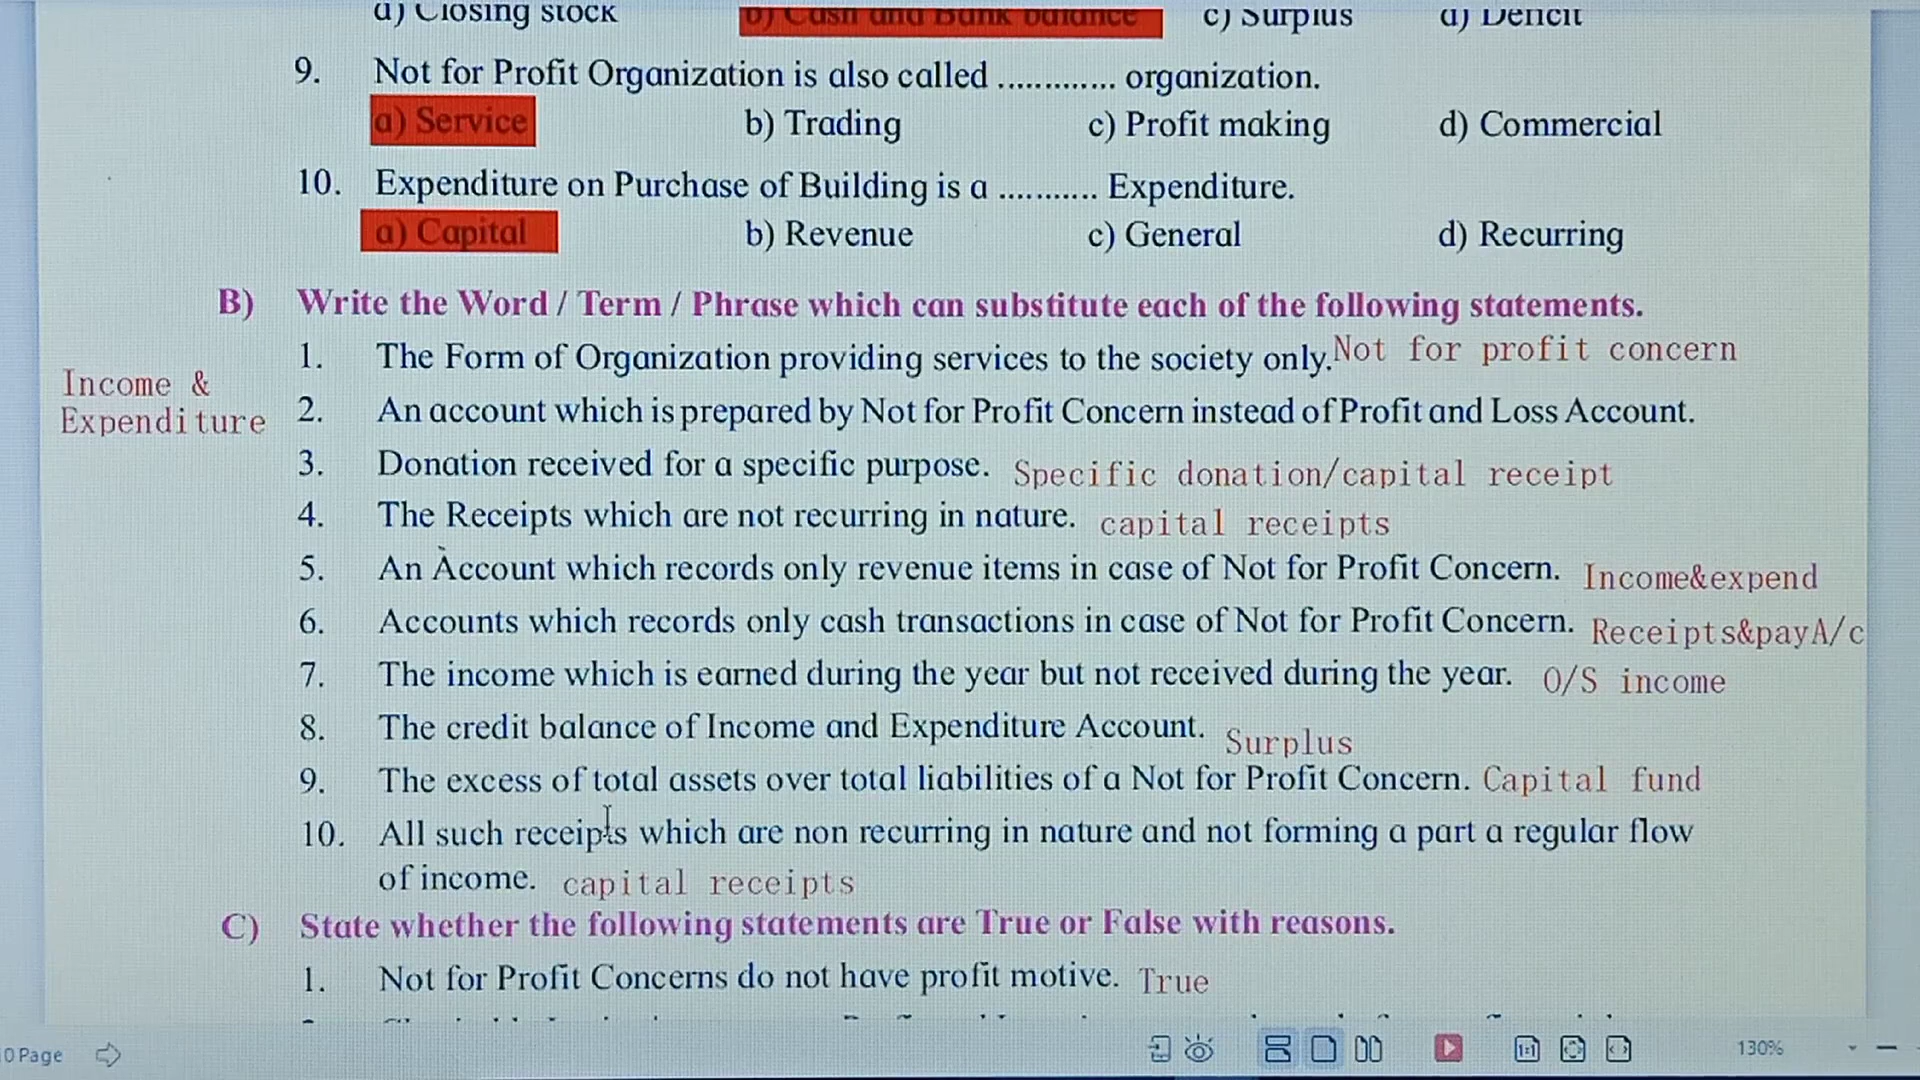 a) Closing stock b) Cash and Bank balance c) Surplus d) Deficit
9. Not for Profit Organization is also called ............. organization.
a) Service b) Trading c) Profit making d) Commercial
10. Expenditure on Purchase of Building is a ........... Expenditure.
a) Capital b) Revenue c) General d) Recurring
B) Write the Word / Term / Phrase which can substitute each of the following statements.
1. The Form of Organization providing services to the society only. Not for profit concern
Income &
Expenditure
2. An account which is prepared by Not for Profit Concern instead of Profit and Loss Account.
3. Donation received for a specific purpose. Specific donation/capital receipt
4. The Receipts which are not recurring in nature. capital receipts
5. An Account which records only revenue items in case of Not for Profit Concern. Income&expend
6. Accounts which records only cash transactions in case of Not for Profit Concern. Receipts&payA/c
7. The income which is earned during the year but not received during the year. O/S income
8. The credit balance of Income and Expenditure Account. Surplus
9. The excess of total assets over total liabilities of a Not for Profit Concern. Capital fund
10. All such receipts which are non recurring in nature and not forming a part a regular flow
of income. capital receipts
C) State whether the following statements are True or False with reasons.
1. Not for Profit Concerns do not have profit motive. True
0 Page 130%